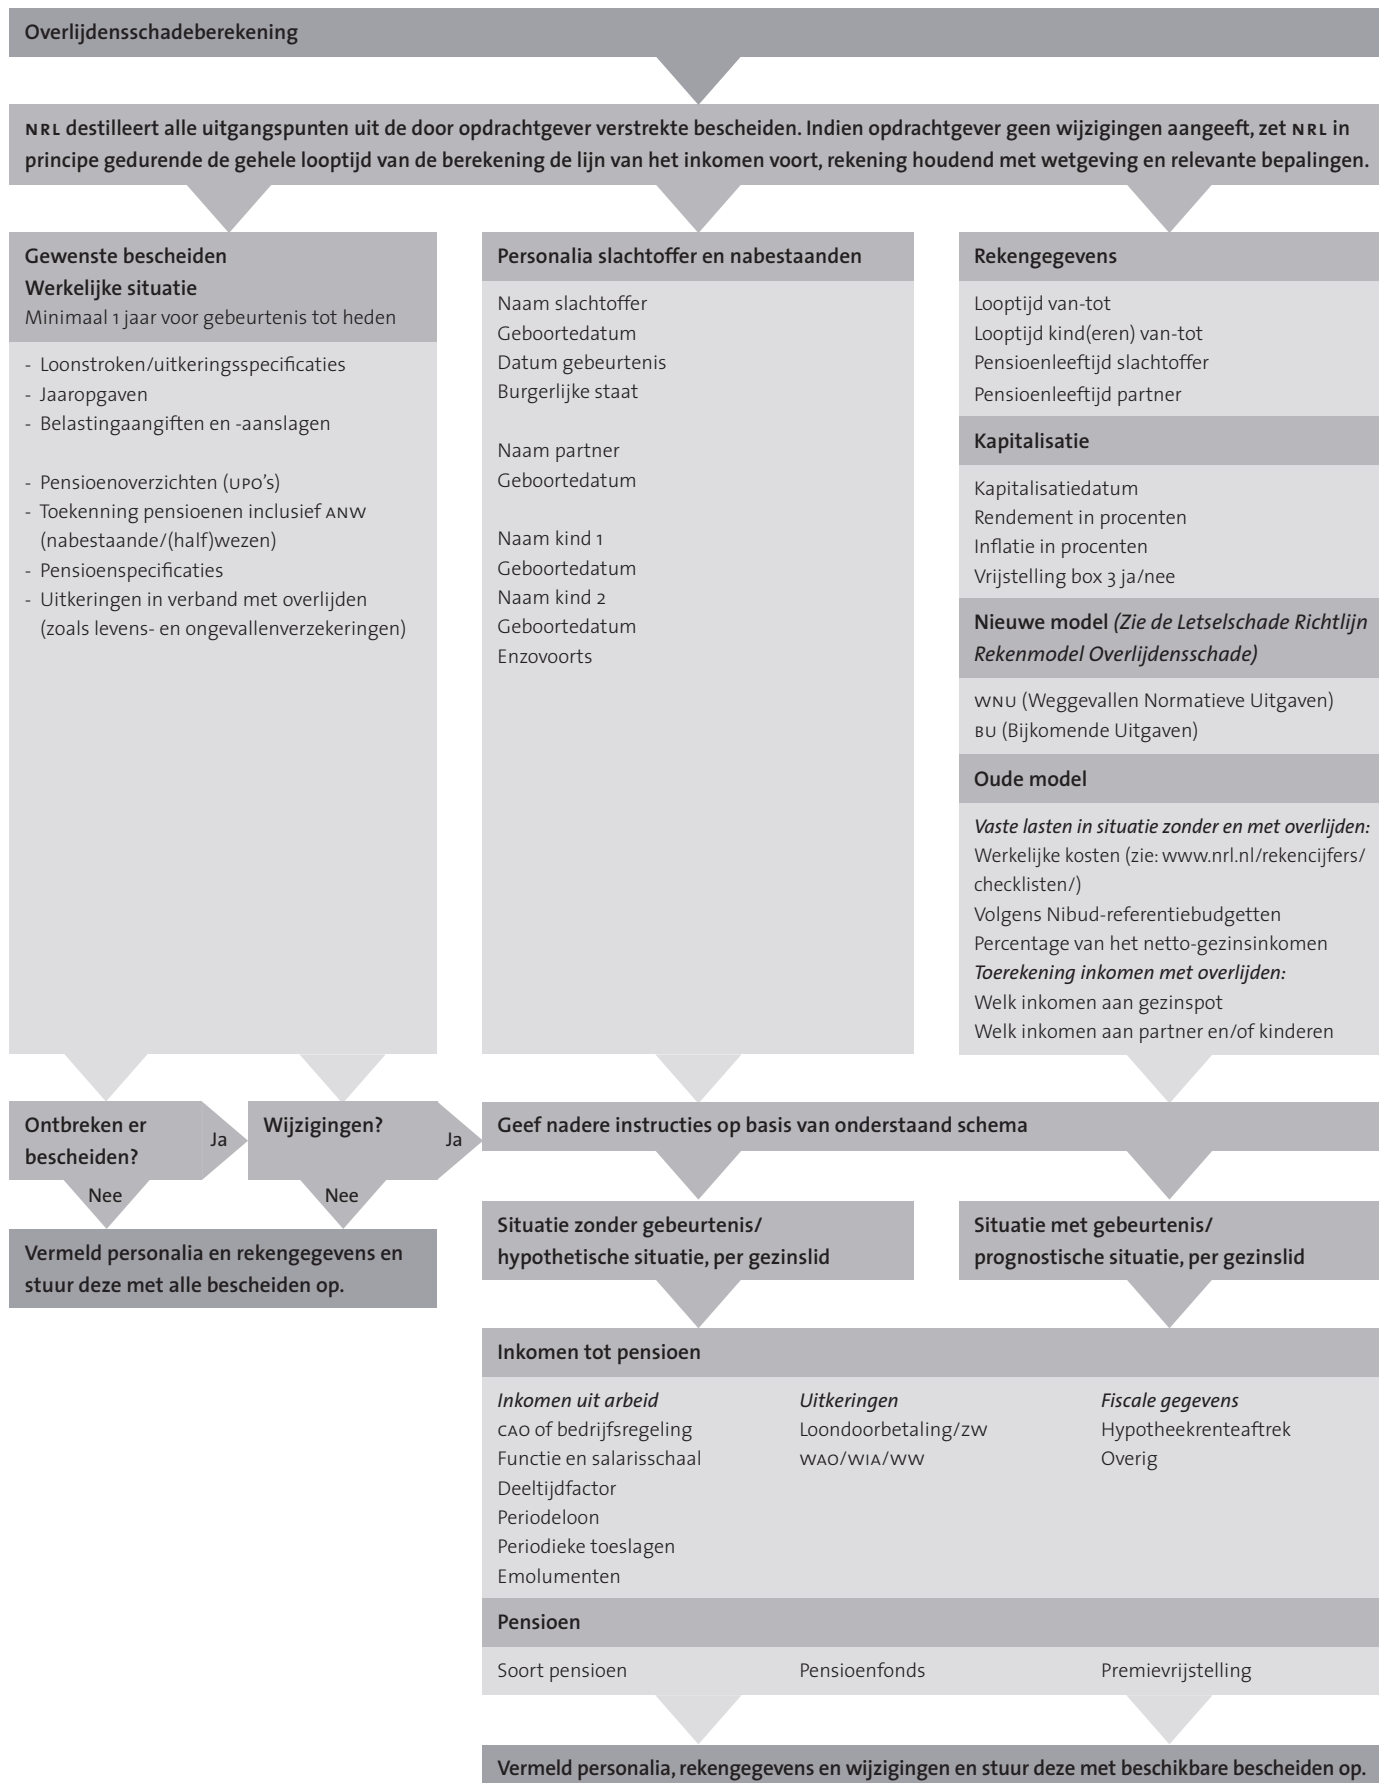 Overlijdensschadeberekening
NRL destilleert alle uitgangspunten uit de door opdrachtgever verstrekte bescheiden. Indien opdrachtgever geen wijzigingen aangeeft, zet NRL in
principe gedurende de gehele looptijd van de berekening de lijn van het inkomen voort, rekening houdend met wetgeving en relevante bepalingen.
Gewenste bescheiden
Werkelijke situatie
Minimaal 1 jaar voor gebeurtenis tot heden
- Loonstroken/uitkeringsspecificaties
- Jaaropgaven
- Belastingaangiften en -aanslagen
- Pensioenoverzichten (UPO's)
- Toekenning pensioenen inclusief ANW
(nabestaande/(half)wezen)
- Pensioenspecificaties
- Uitkeringen in verband met overlijden
(zoals levens- en ongevallenverzekeringen)
Personalia slachtoffer en nabestaanden
Naam slachtoffer
Geboortedatum
Datum gebeurtenis
Burgerlijke staat
Naam partner
Geboortedatum
Naam kind 1
Geboortedatum
Naam kind 2
Geboortedatum
Enzovoorts
Rekengegevens
Looptijd van-tot
Looptijd kind(eren) van-tot
Pensioenleeftijd slachtoffer
Pensioenleeftijd partner
Kapitalisatie
Kapitalisatiedatum
Rendement in procenten
Inflatie in procenten
Vrijstelling box 3 ja/nee
Nieuwe model (Zie de Letselschade Richtlijn
Rekenmodel Overlijdensschade)
WNU (Weggevallen Normatieve Uitgaven)
BU (Bijkomende Uitgaven)
Oude model
Vaste lasten in situatie zonder en met overlijden:
Werkelijke kosten (zie: www.nrl.nl/rekencijfers/
checklisten/)
Volgens Nibud-referentiebudgetten
Percentage van het netto-gezinsinkomen
Toerekening inkomen met overlijden:
Welk inkomen aan gezinspot
Welk inkomen aan partner en/of kinderen
Ontbreken er
bescheiden?
Ja
Nee
Wijzigingen?
Ja
Nee
Vermeld personalia en rekengegevens en
stuur deze met alle bescheiden op.
Geef nadere instructies op basis van onderstaand schema
Situatie zonder gebeurtenis/
hypothetische situatie, per gezinslid
Situatie met gebeurtenis/
prognostische situatie, per gezinslid
Inkomen tot pensioen
Inkomen uit arbeid
CAO of bedrijfsregeling
Functie en salarisschaal
Deeltijdfactor
Periodeloon
Periodieke toeslagen
Emolumenten
Uitkeringen
Loondoorbetaling/ZW
WAO/WIA/WW
Fiscale gegevens
Hypotheekrenteaftrek
Overig
Pensioen
Soort pensioen
Pensioenfonds
Premievrijstelling
Vermeld personalia, rekengegevens en wijzigingen en stuur deze met beschikbare bescheiden op.